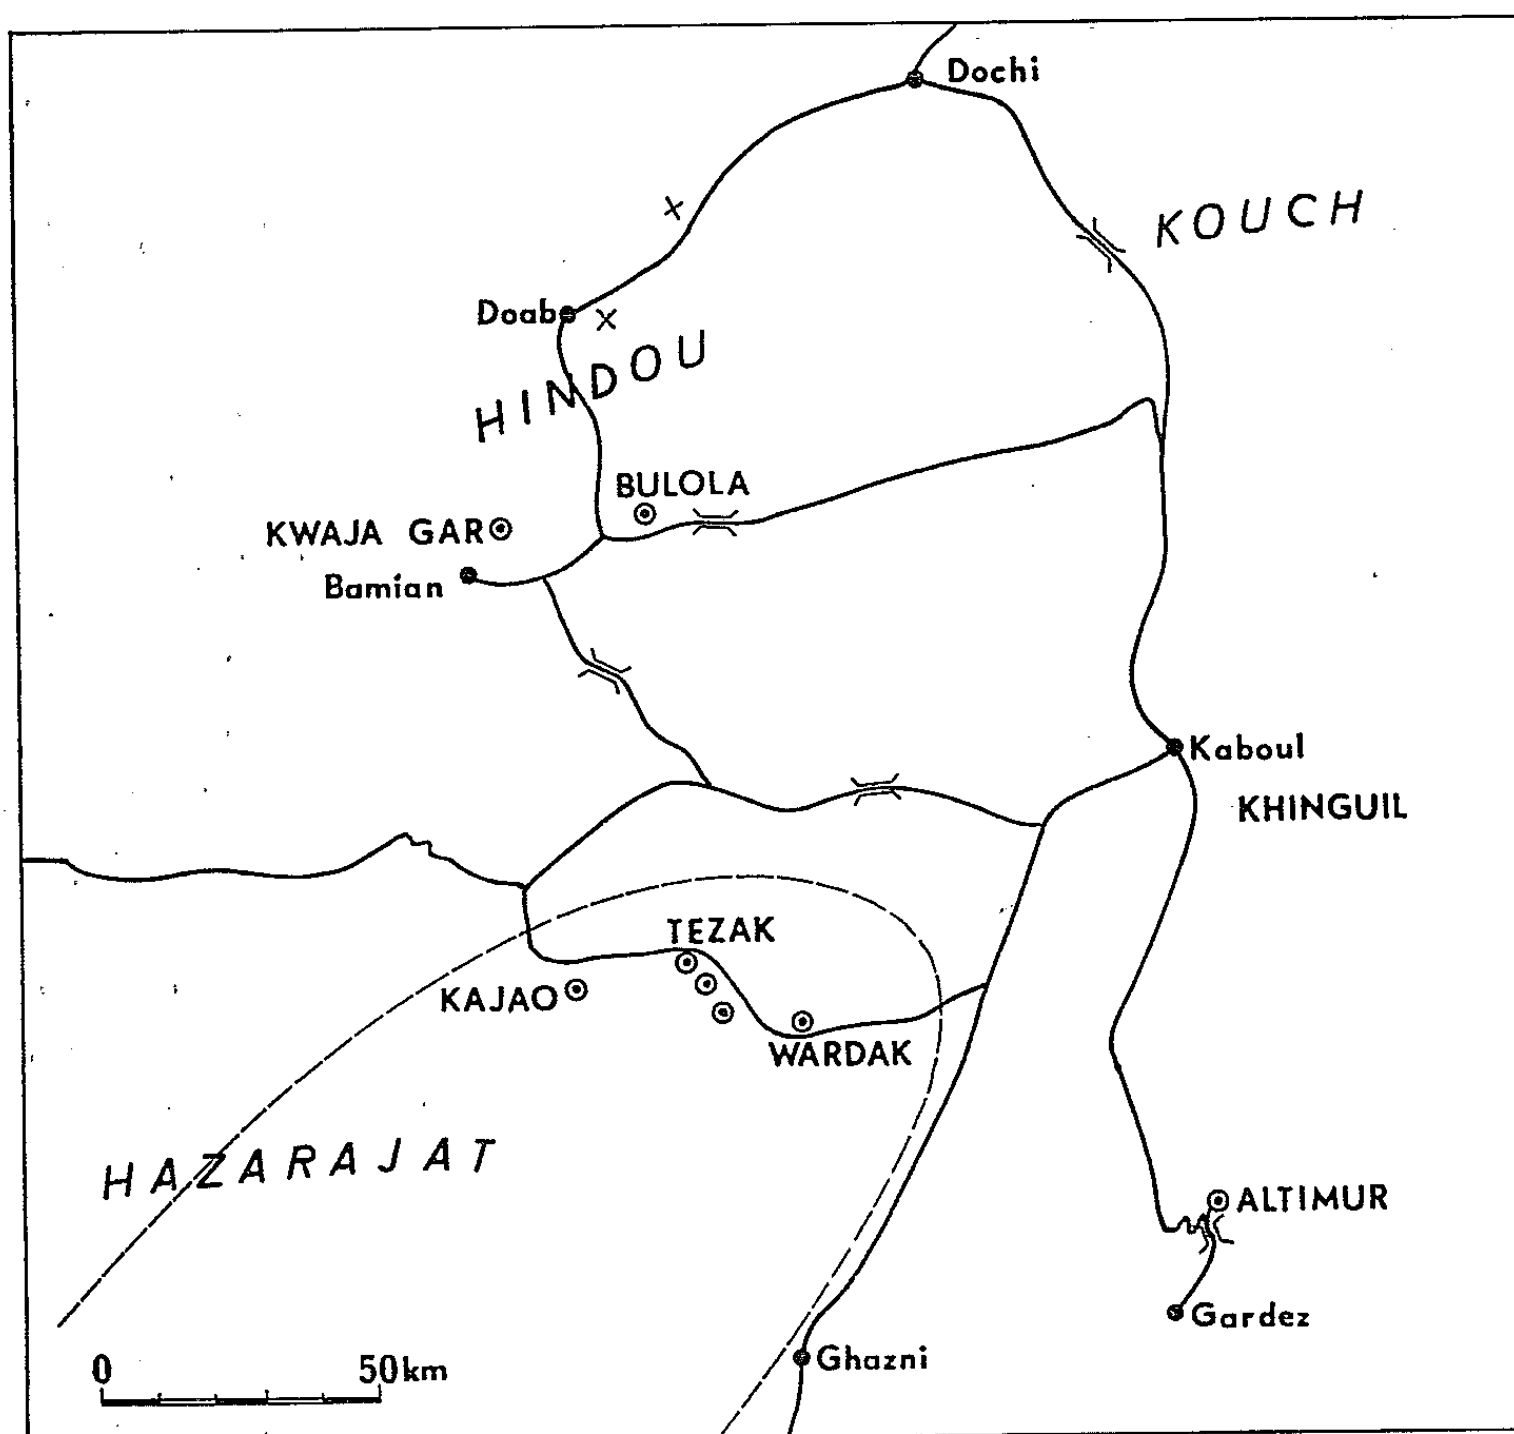 Dochi
KOUCH
Doab
HINDOU
BULOLA
KWAJA GAR
Bamian
Kaboul
KHINGUIL
TEZAK
KAJAO
WARDAK
HAZARAJAT
ALTIMUR
Gardez
Ghazni
0 50km